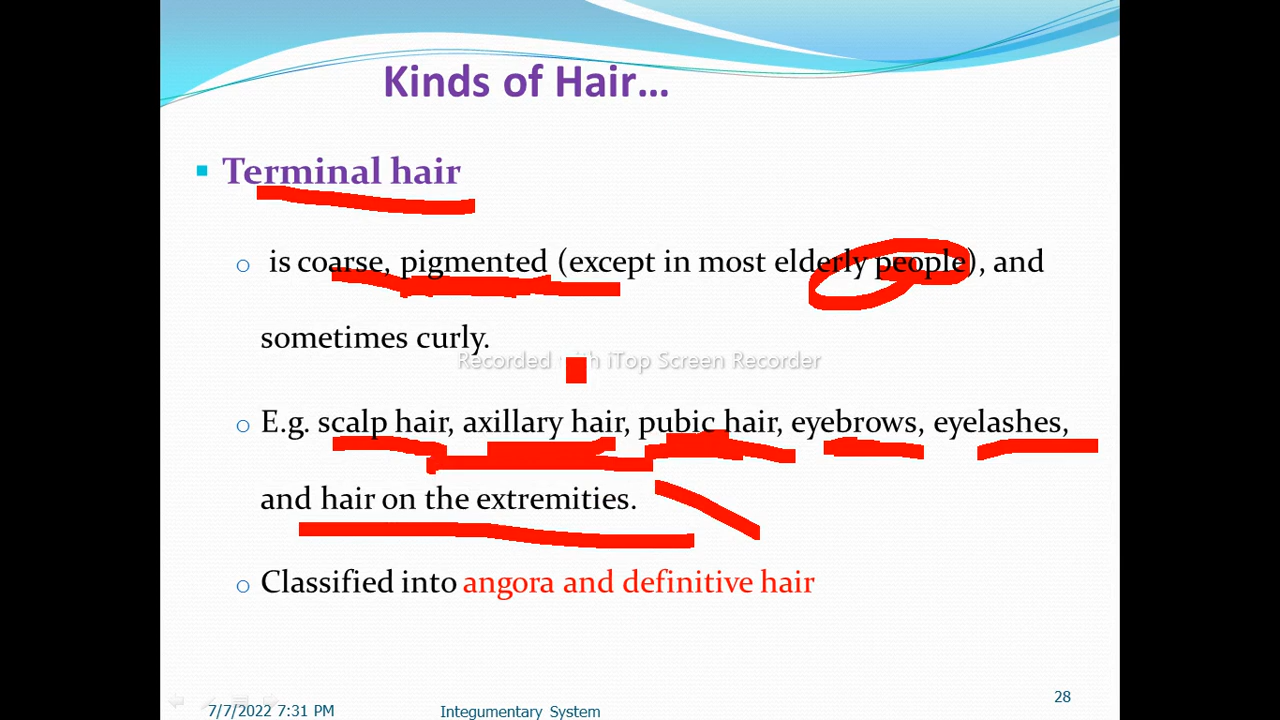 Kinds of Hair...
▪ Terminal hair
o is coarse, pigmented (except in most elderly people), and
sometimes curly.
Recorded with iTop Screen Recorder
o E.g. scalp hair, axillary hair, pubic hair, eyebrows, eyelashes,
and hair on the extremities.
o Classified into angora and definitive hair
7/7/2022 7:31 PM
Integumentary System
28